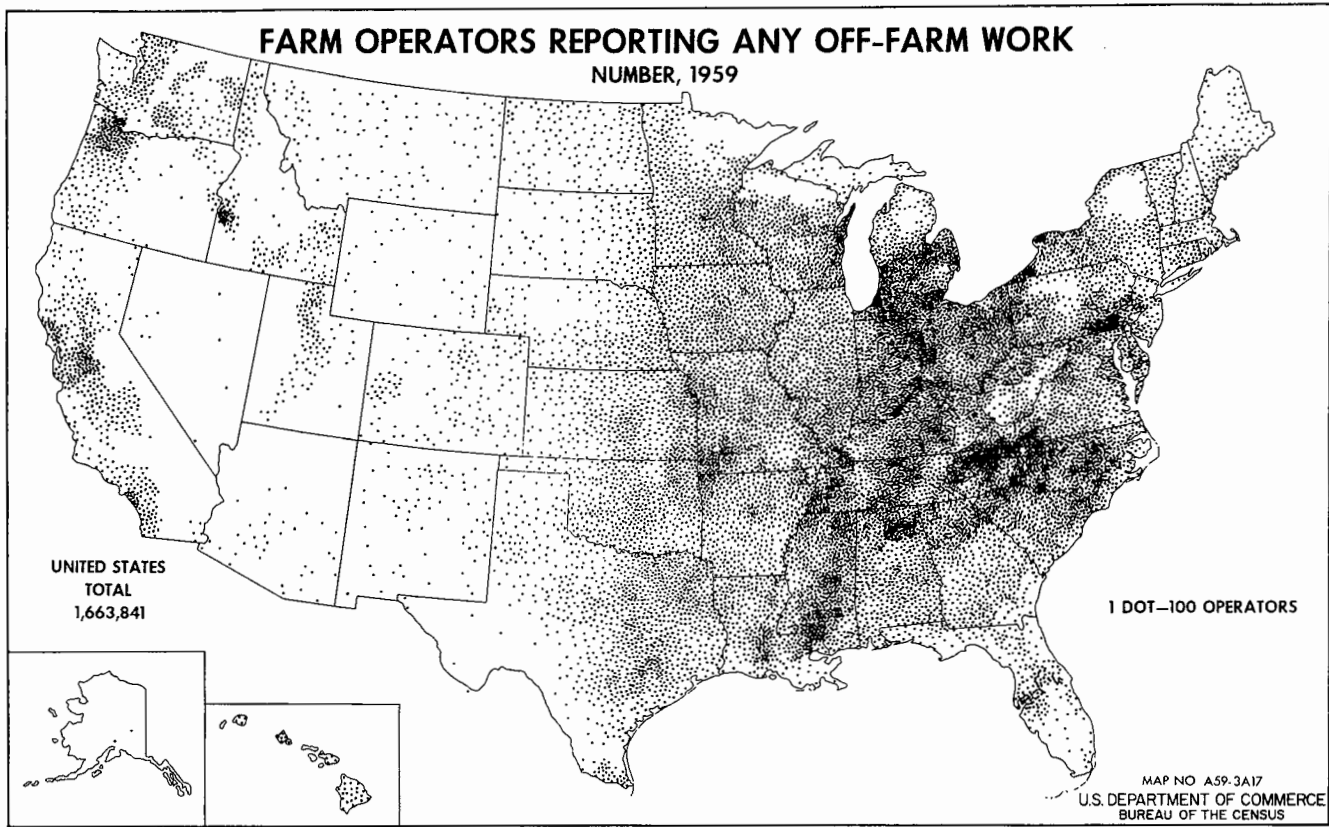 FARM OPERATORS REPORTING ANY OFF-FARM WORK
NUMBER, 1959
UNITED STATES
TOTAL
1,663,841
1 DOT—100 OPERATORS
MAP NO A59-3A17
U.S. DEPARTMENT OF COMMERCE
BUREAU OF THE CENSUS